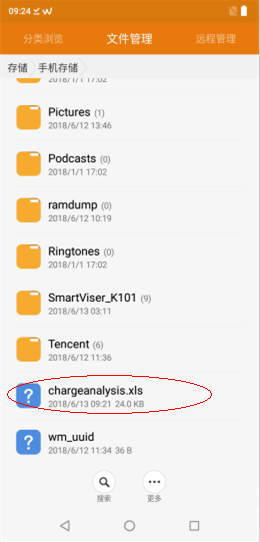 09:24
分类浏览 文件管理 远程管理
存储 手机存储
2018/1/1 17:02
Pictures (1)
2018/6/12 13:46
Podcasts (0)
2018/1/1 17:02
ramdump (0)
2018/6/12 10:19
Ringtones (0)
2018/1/1 17:02
SmartViser_K101 (9)
2018/6/13 03:11
Tencent (6)
2018/6/12 11:36
?
chargeanalysis.xls
2018/6/13 09:21 24.0 KB
?
wm_uuid
2018/6/12 11:34 36 B
搜索 更多